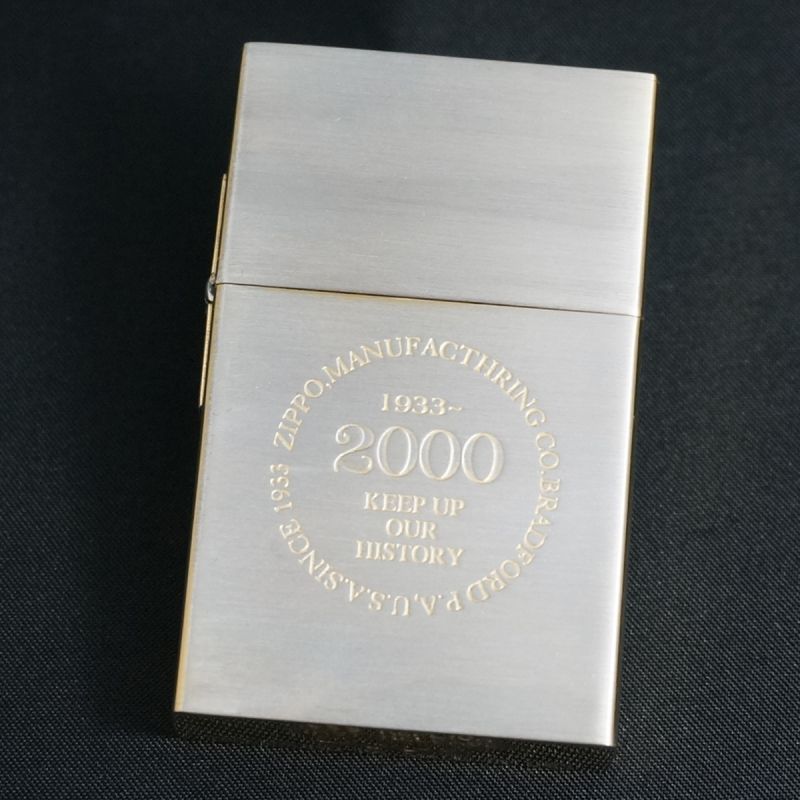 ZIPPO,MANUFACTHRING CO.BRADFORD P.A,U.S.A.SINCE 1933
1933~
2000
KEEP UP
OUR
HISTORY